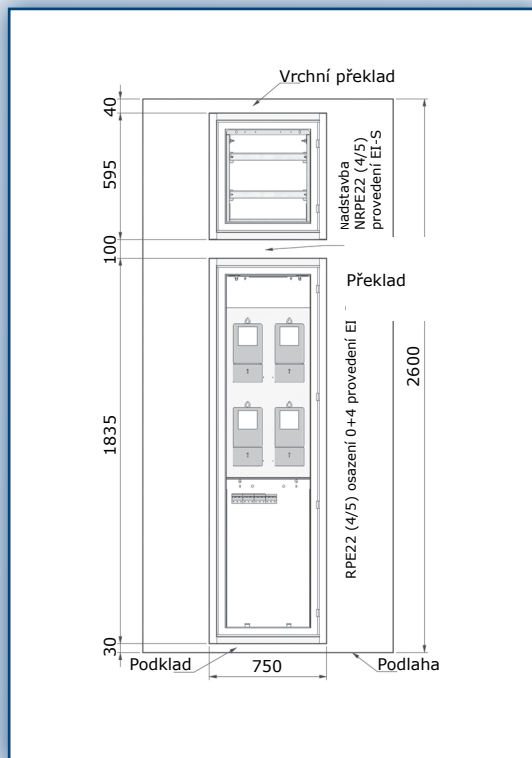 Vrchní překlad
40
595
100
1835
30
Nadstavba
NRPE22 (4/5)
provedení EI-S
Překlad
RPE22 (4/5) osazení 0+4 provedení EI
2600
Podklad
750
Podlaha